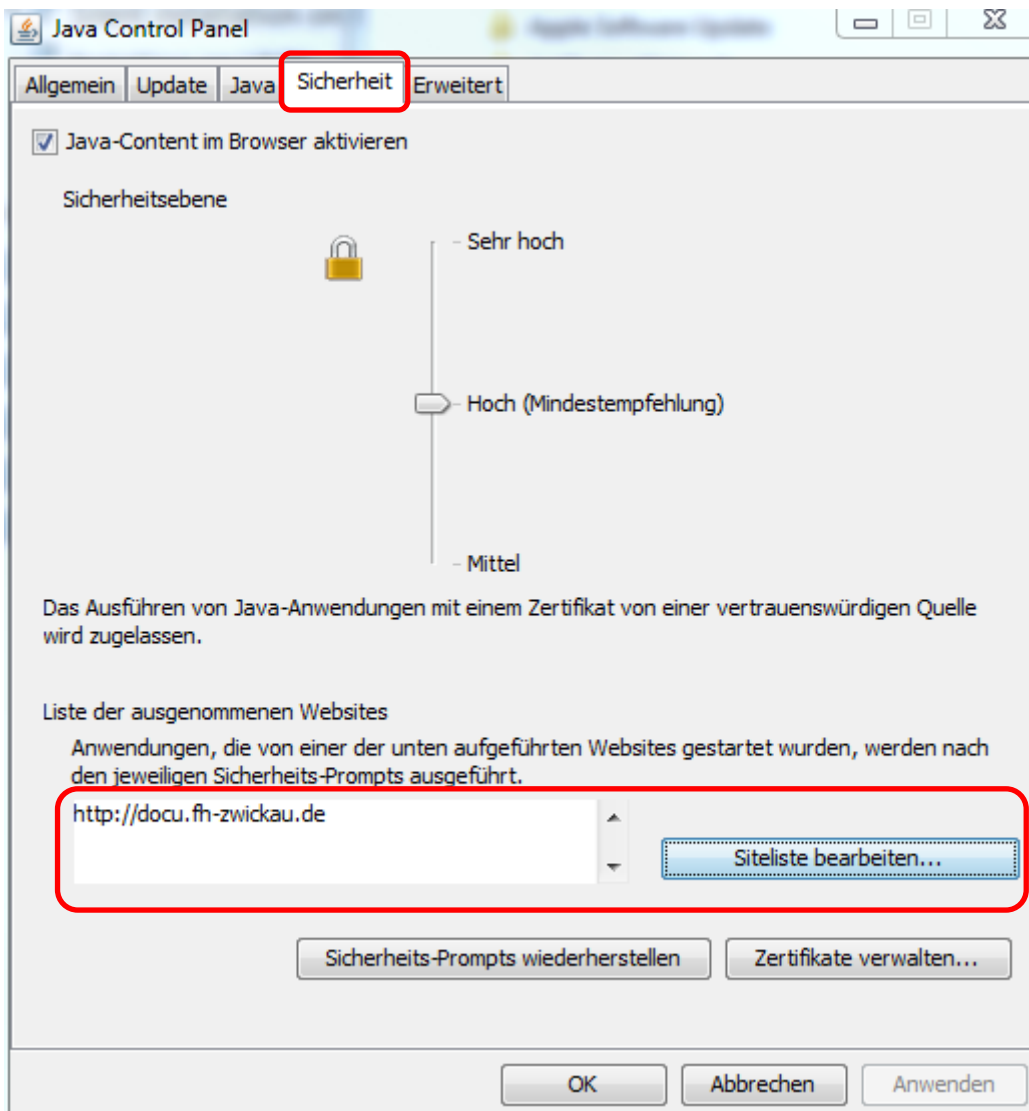 Java Control Panel
Allgemein Update Java Sicherheit Erweitert
Java-Content im Browser aktivieren
Sicherheitsebene
Sehr hoch
Hoch (Mindestempfehlung)
Mittel
Das Ausführen von Java-Anwendungen mit einem Zertifikat von einer vertrauenswürdigen Quelle
wird zugelassen.
Liste der ausgenommenen Websites
Anwendungen, die von einer der unten aufgeführten Websites gestartet wurden, werden nach
den jeweiligen Sicherheits-Prompts ausgeführt.
http://docu.fh-zwickau.de
Siteliste bearbeiten...
Sicherheits-Prompts wiederherstellen Zertifikate verwalten...
OK Abbrechen Anwenden